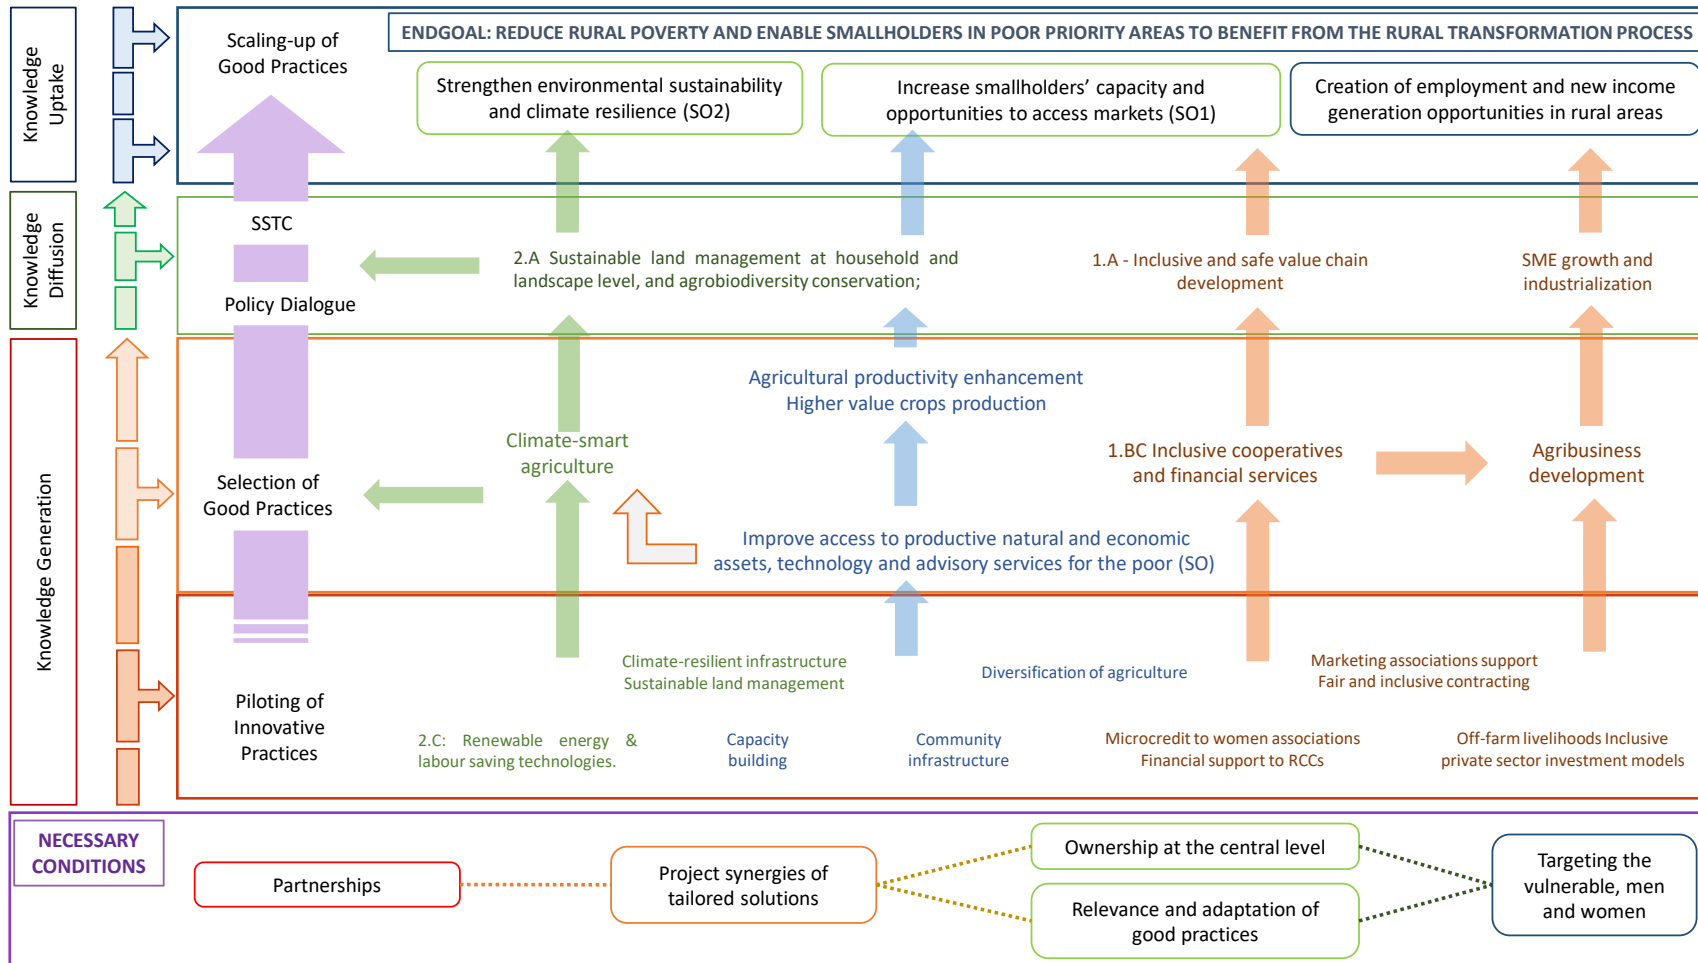 Knowledge
Uptake
Scaling-up of
Good Practices
ENDGOAL: REDUCE RURAL POVERTY AND ENABLE SMALLHOLDERS IN POOR PRIORITY AREAS TO BENEFIT FROM THE RURAL TRANSFORMATION PROCESS
Strengthen environmental sustainability
and climate resilience (SO2)
Increase smallholders’ capacity and
opportunities to access markets (SO1)
Creation of employment and new income
generation opportunities in rural areas
Knowledge
Diffusion
SSTC
Policy Dialogue
2.A Sustainable land management at household and
landscape level, and agrobiodiversity conservation;
1.A - Inclusive and safe value chain
development
SME growth and
industrialization
Knowledge Generation
Agricultural productivity enhancement
Higher value crops production
Climate-smart
agriculture
1.BC Inclusive cooperatives
and financial services
Agribusiness
development
Selection of
Good Practices
Improve access to productive natural and economic
assets, technology and advisory services for the poor (SO)
Piloting of
Innovative
Practices
Climate-resilient infrastructure
Sustainable land management
Diversification of agriculture
Marketing associations support
Fair and inclusive contracting
2.C: Renewable energy &
labour saving technologies.
Capacity
building
Community
infrastructure
Microcredit to women associations
Financial support to RCCs
Off-farm livelihoods Inclusive
private sector investment models
NECESSARY
CONDITIONS
Partnerships
Project synergies of
tailored solutions
Ownership at the central level
Relevance and adaptation of
good practices
Targeting the
vulnerable, men
and women